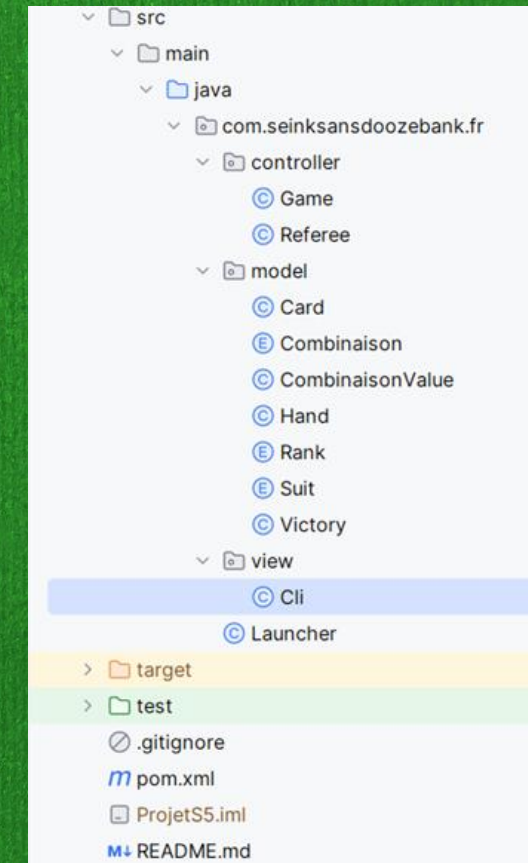 src
main
java
com.seinksansdoozebank.fr
controller
Game
Referee
model
Card
Combinaison
CombinaisonValue
Hand
Rank
Suit
Victory
view
Cli
Launcher
target
test
.gitignore
pom.xml
ProjetS5.iml
README.md